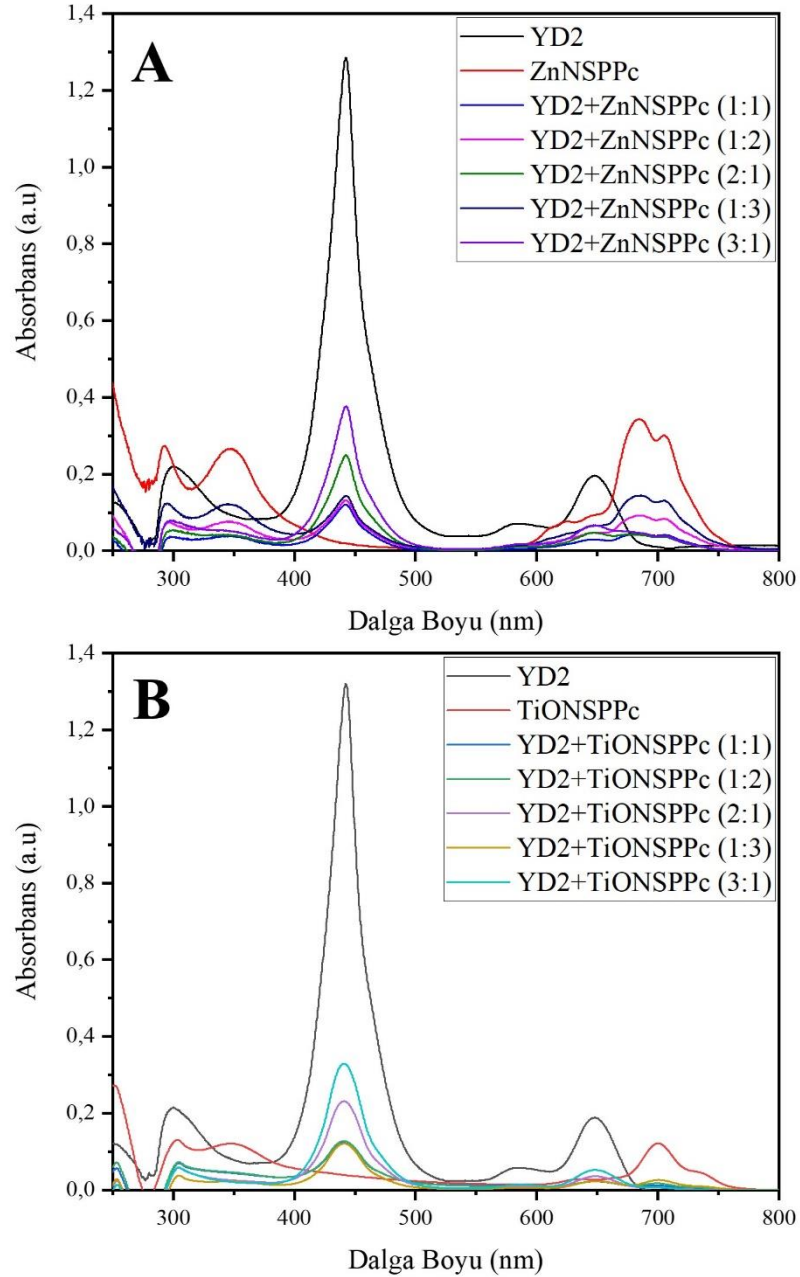 A
YD2
ZnNSPPc
YD2+ZnNSPPc (1:1)
YD2+ZnNSPPc (1:2)
YD2+ZnNSPPc (2:1)
YD2+ZnNSPPc (1:3)
YD2+ZnNSPPc (3:1)
Absorbans (a.u)
1,4
1,2
1,0
0,8
0,6
0,4
0,2
0,0
300 400 500 600 700 800
Dalga Boyu (nm)
B
YD2
TiONSPPc
YD2+TiONSPPc (1:1)
YD2+TiONSPPc (1:2)
YD2+TiONSPPc (2:1)
YD2+TiONSPPc (1:3)
YD2+TiONSPPc (3:1)
Absorbans (a.u)
1,4
1,2
1,0
0,8
0,6
0,4
0,2
0,0
300 400 500 600 700 800
Dalga Boyu (nm)